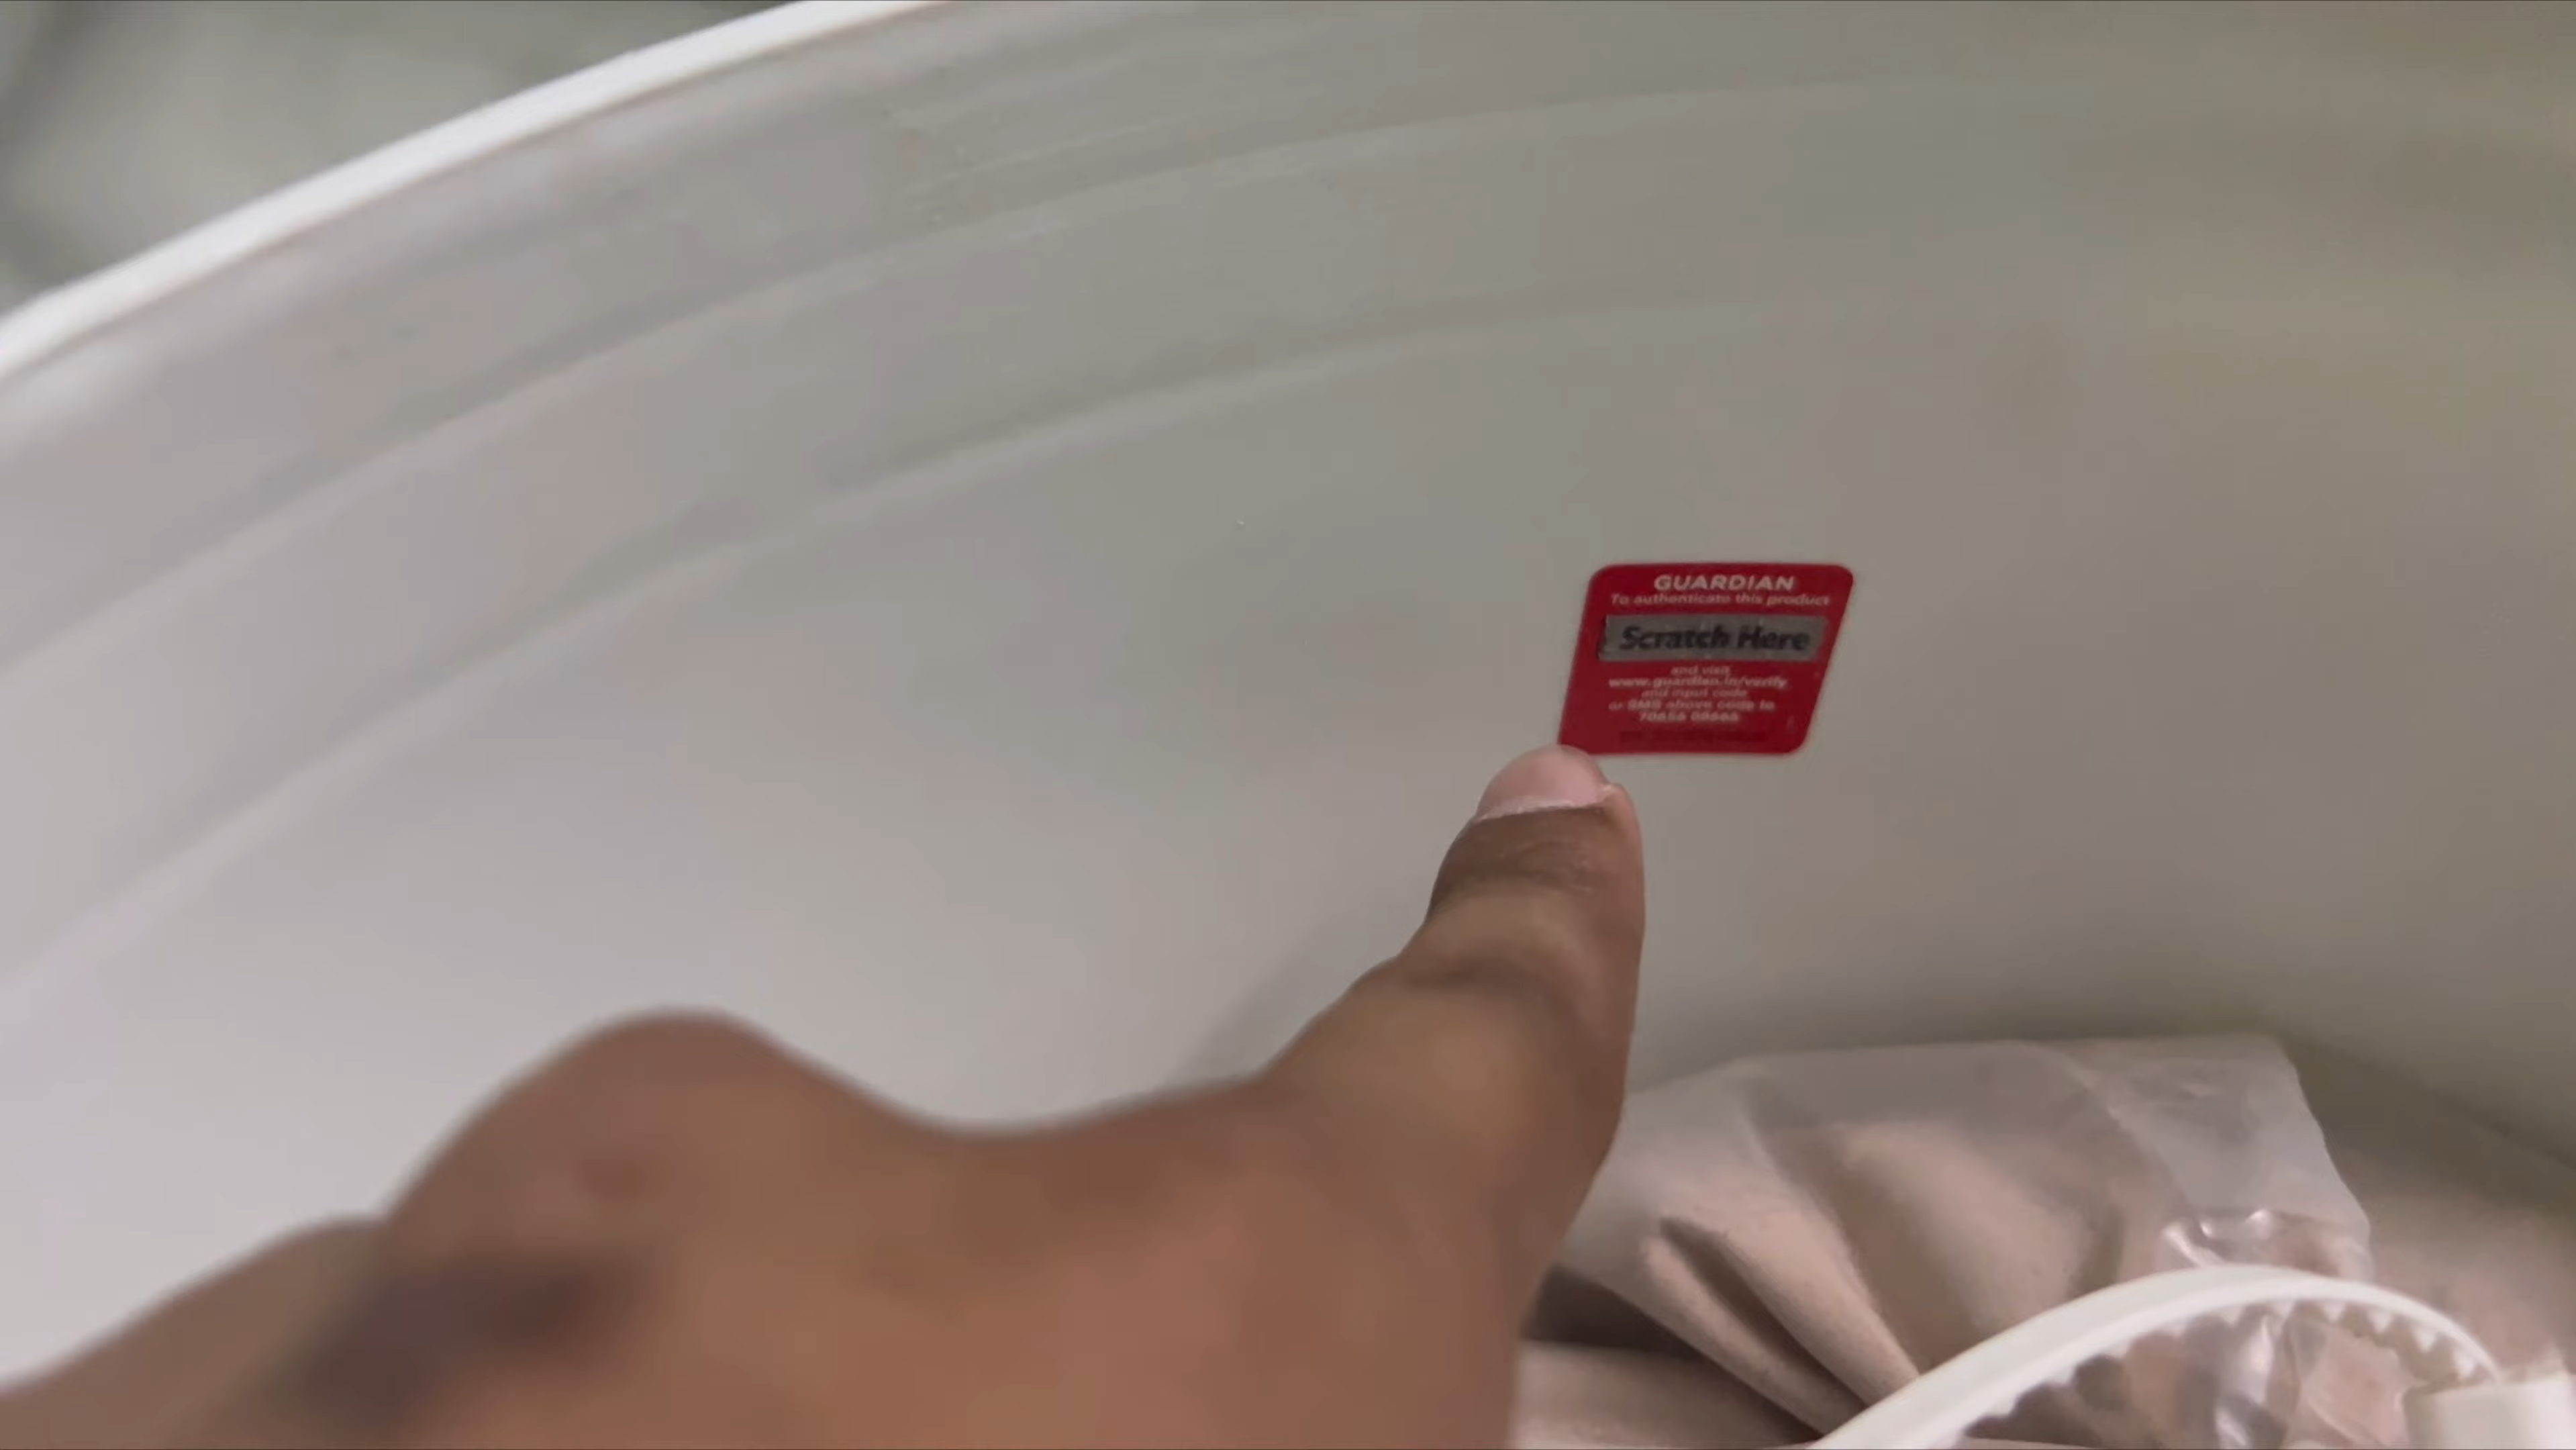 GUARDIAN
To authenticate this product
Scratch Here
and visit
www.guardian.in/verify
and input code
or SMS above code to